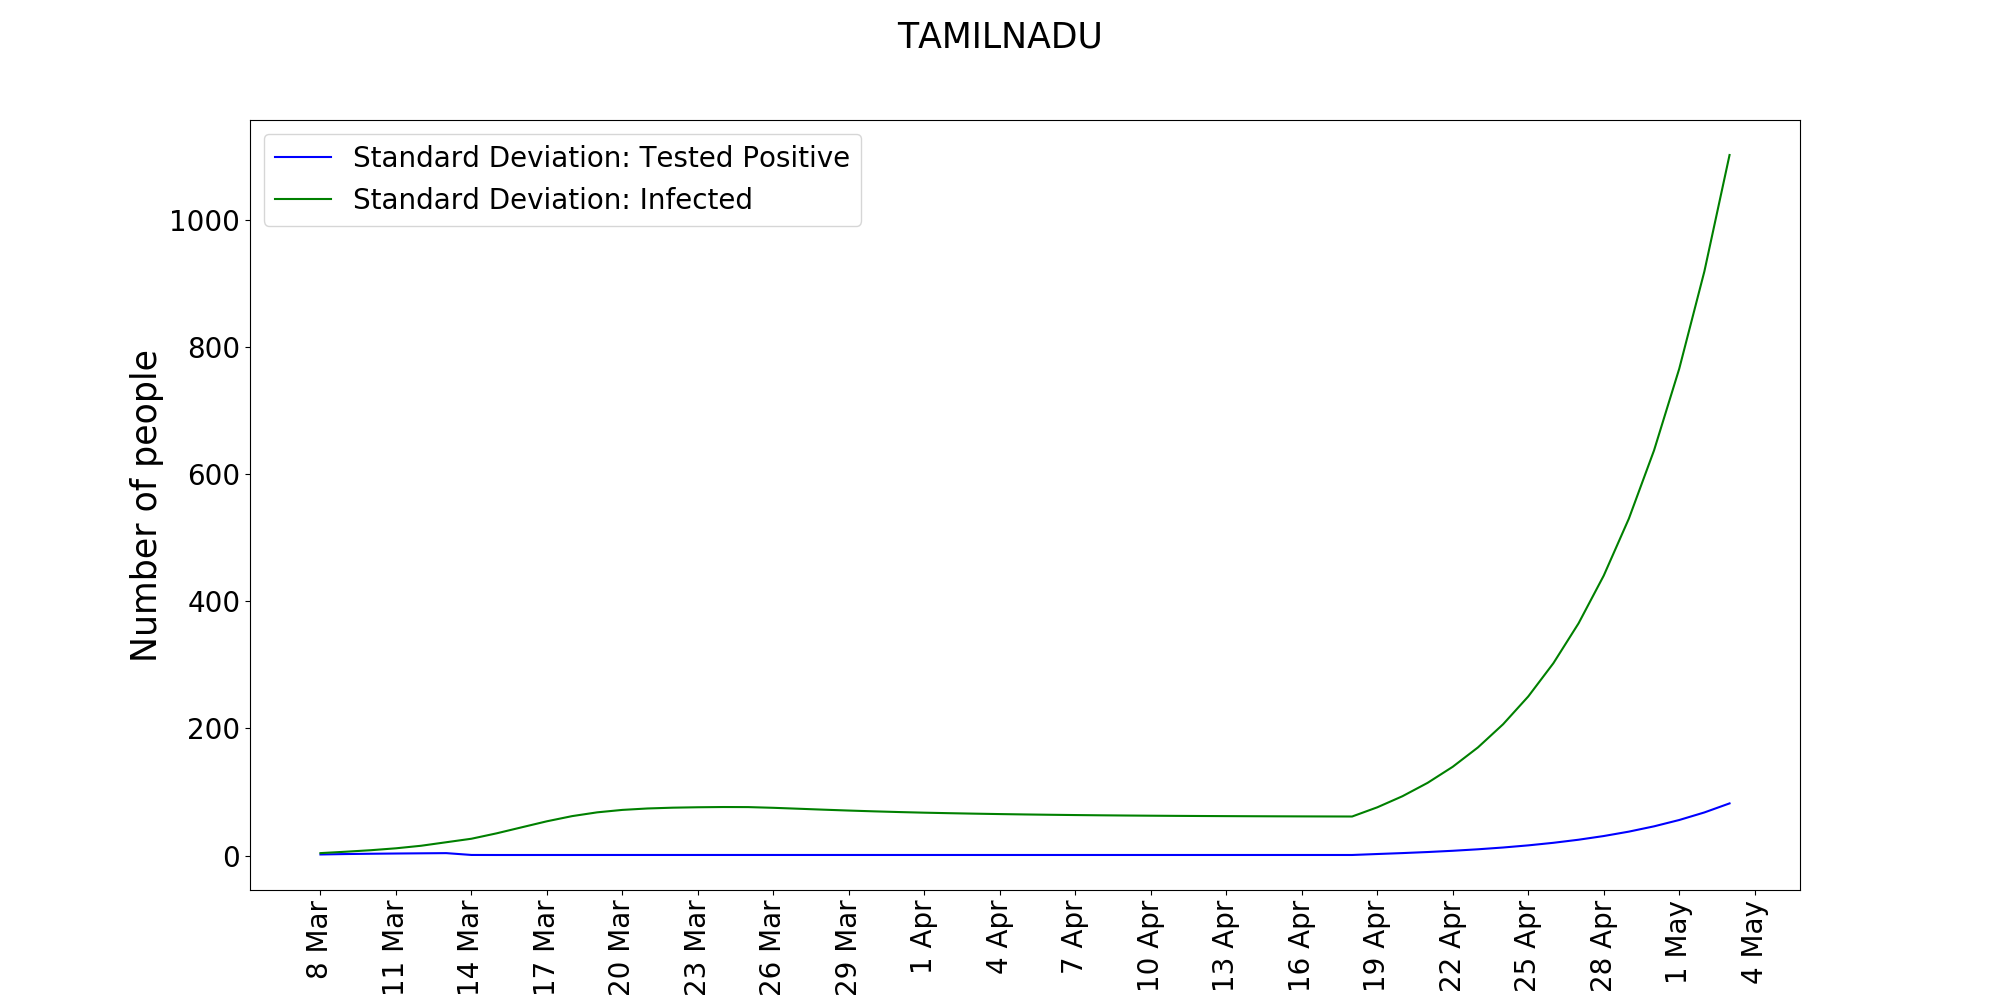 TAMILNADU
Standard Deviation: Tested Positive
Standard Deviation: Infected
Number of people
1000
800
600
400
200
0
8 Mar
11 Mar
14 Mar
17 Mar
20 Mar
23 Mar
26 Mar
29 Mar
1 Apr
4 Apr
7 Apr
10 Apr
13 Apr
16 Apr
19 Apr
22 Apr
25 Apr
28 Apr
1 May
4 May